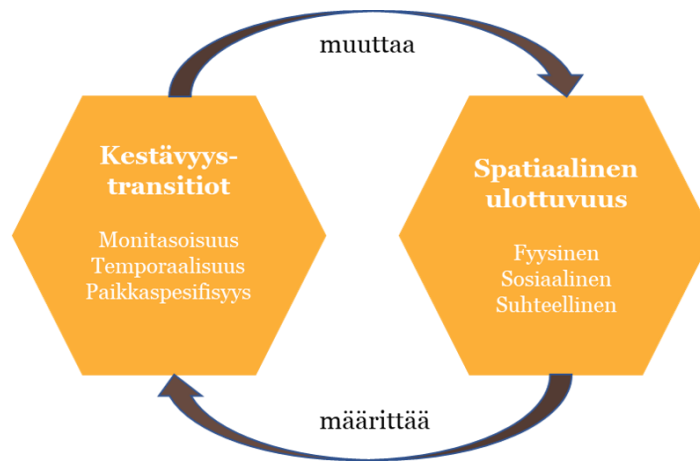 muuttaa
Kestävyys-
transitiot
Monitasoisuus
Temporaalisuus
Paikkaspesifisyys
Spatiaalinen
ulottuvuus
Fyysinen
Sosiaalinen
Suhteellinen
määrittää